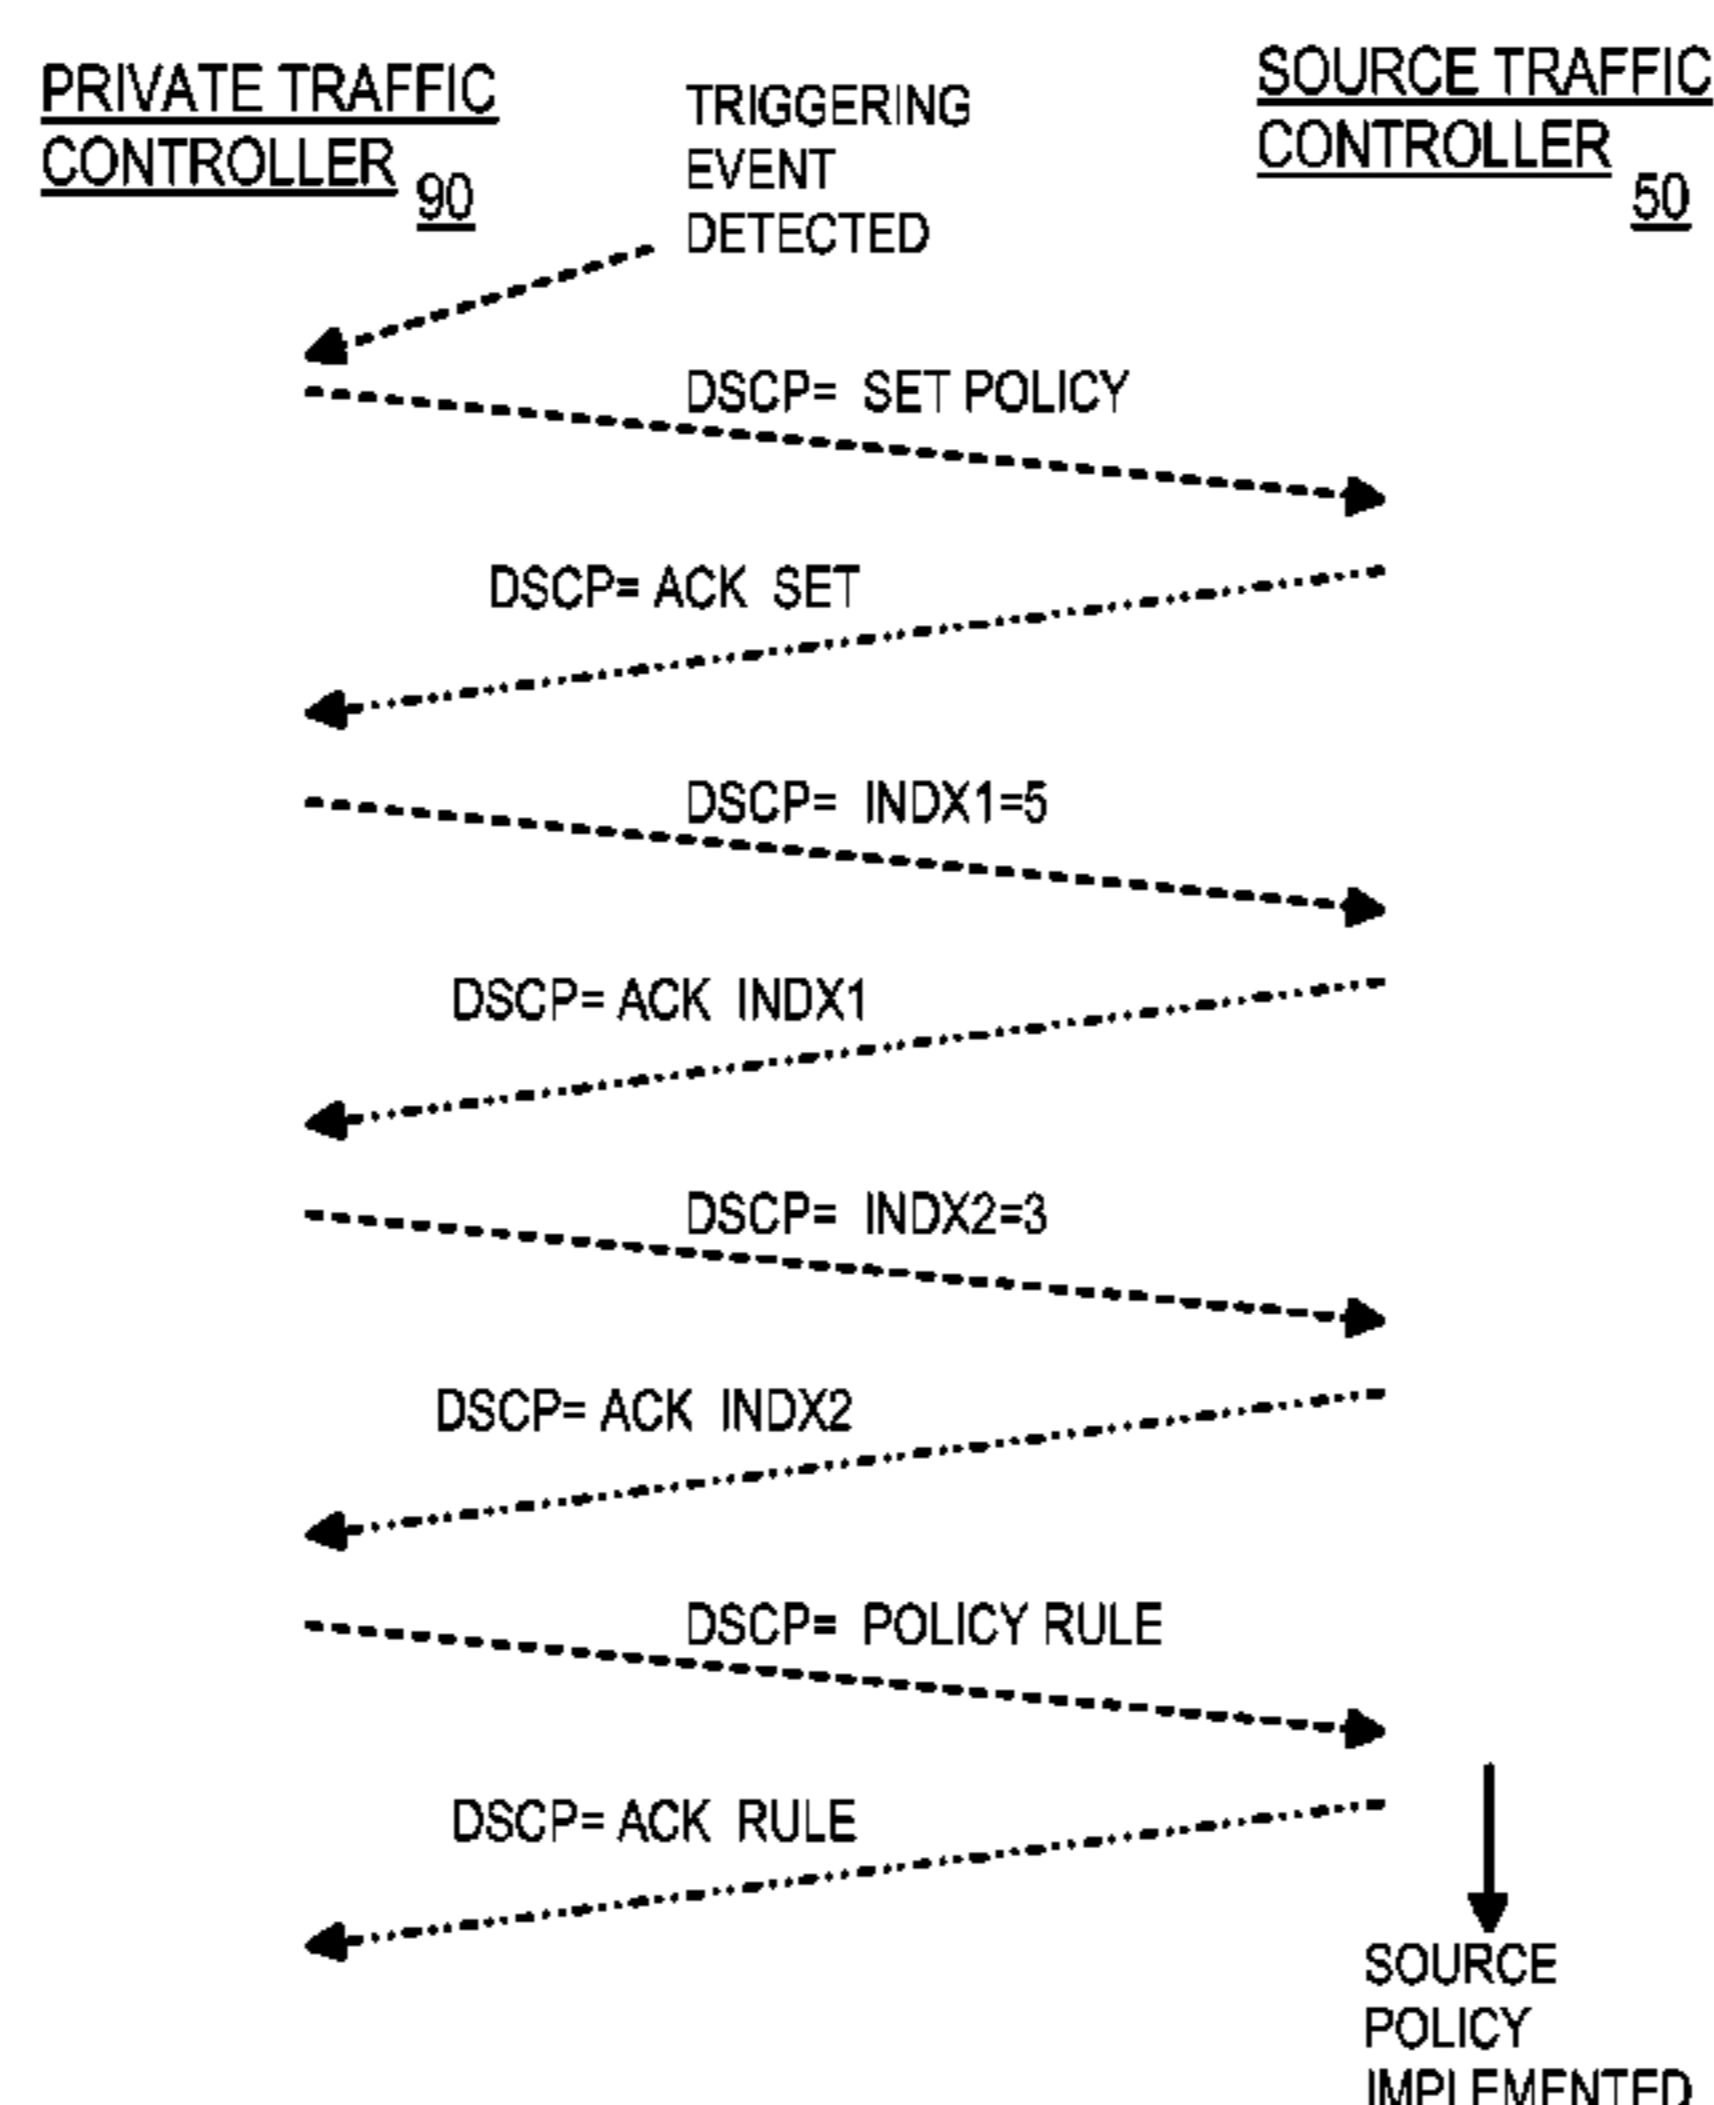 PRIVATE TRAFFIC
CONTROLLER 90
TRIGGERING
EVENT
DETECTED
SOURCE TRAFFIC
CONTROLLER 50
DSCP= SET POLICY
DSCP= ACK SET
DSCP= INDX1=5
DSCP= ACK INDX1
DSCP= INDX2=3
DSCP= ACK INDX2
DSCP= POLICY RULE
DSCP= ACK RULE
SOURCE
POLICY
IMPLEMENTED